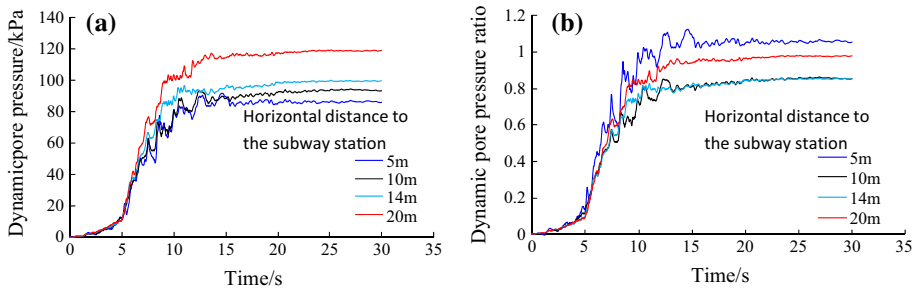 (a)
Dynamicpore pressure/kPa
140
120
100
80
60
40
20
0
0 5 10 15 20 25 30 35
Time/s
Horizontal distance to
the subway station
5m
10m
14m
20m
(b)
Dynamic pore pressure ratio
1.2
1
0.8
0.6
0.4
0.2
0
0 5 10 15 20 25 30 35
Time/s
Horizontal distance to
the subway station
5m
10m
14m
20m